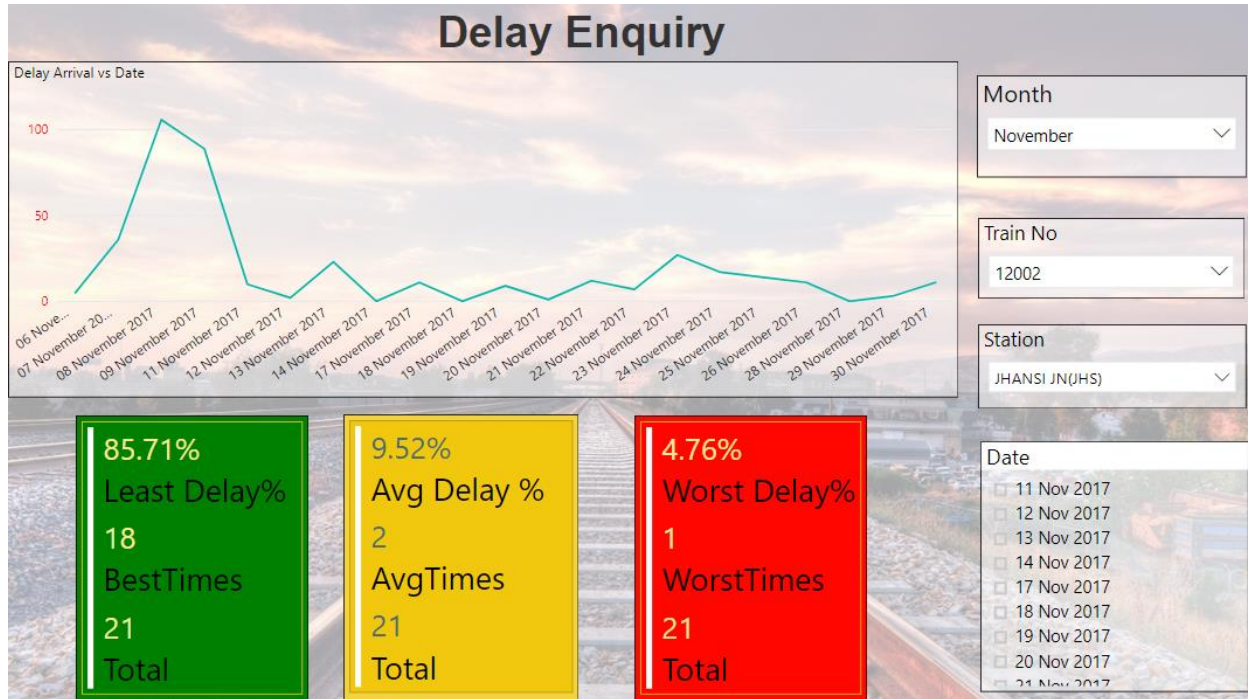 Delay Enquiry
Delay Arrival vs Date
100
50
0
06 Nove...
07 November 20...
08 November 2017
09 November 2017
11 November 2017
12 November 2017
13 November 2017
14 November 2017
17 November 2017
18 November 2017
19 November 2017
20 November 2017
21 November 2017
22 November 2017
23 November 2017
24 November 2017
25 November 2017
26 November 2017
28 November 2017
29 November 2017
30 November 2017
Month
November
Train No
12002
Station
JHANSI JN(JHS)
85.71%
Least Delay%
18
BestTimes
21
Total
9.52%
Avg Delay %
2
AvgTimes
21
Total
4.76%
Worst Delay%
1
WorstTimes
21
Total
Date
11 Nov 2017
12 Nov 2017
13 Nov 2017
14 Nov 2017
17 Nov 2017
18 Nov 2017
19 Nov 2017
20 Nov 2017
21 Nov 2017